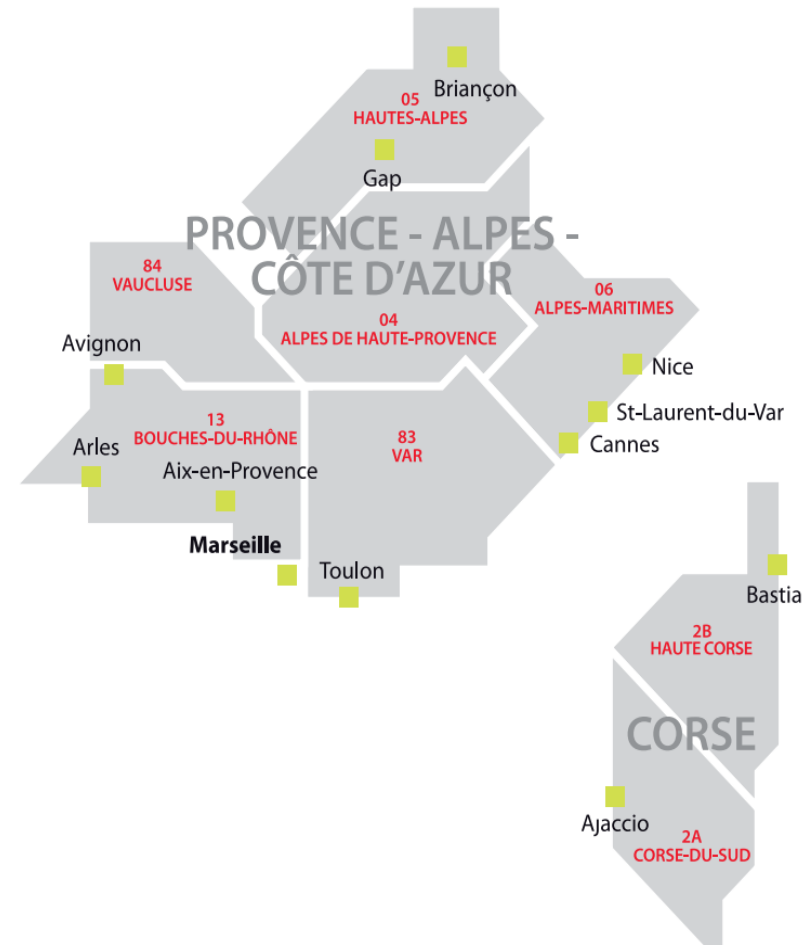 Briançon
05
HAUTES-ALPES
Gap
PROVENCE - ALPES -
CÔTE D'AZUR
84
VAUCLUSE
06
ALPES-MARITIMES
04
ALPES DE HAUTE-PROVENCE
Avignon
Nice
St-Laurent-du-Var
13
BOUCHES-DU-RHÔNE
83
VAR
Cannes
Arles
Aix-en-Provence
Marseille
Toulon
Bastia
2B
HAUTE CORSE
CORSE
Ajaccio
2A
CORSE-DU-SUD